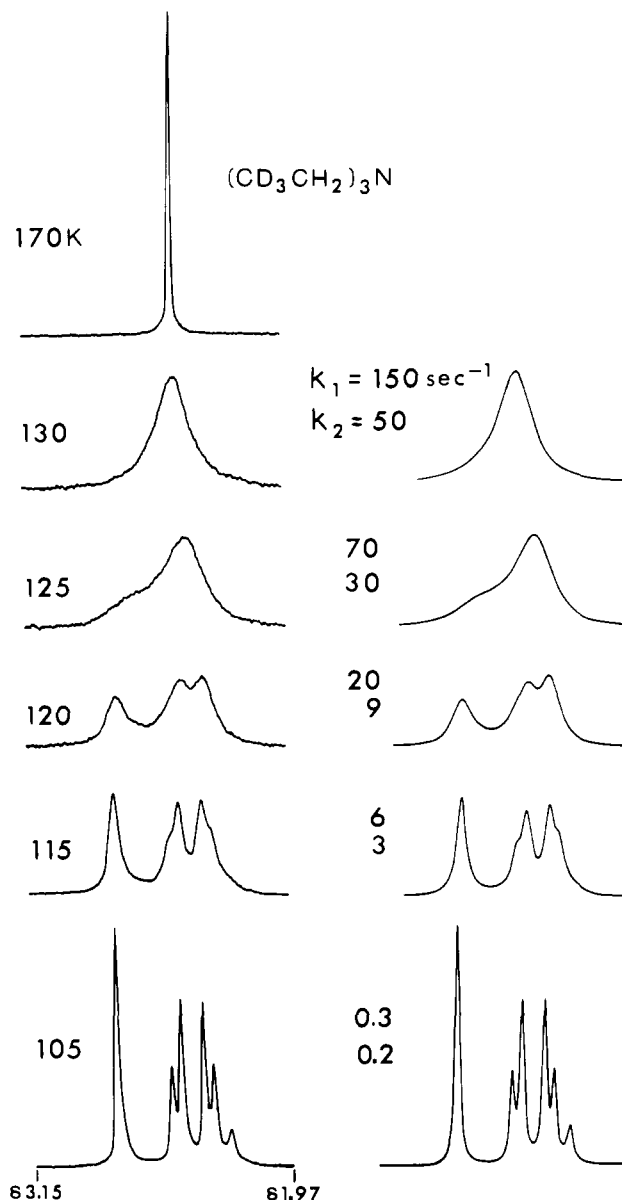 (CD₃CH₂)₃N
170K
130
k₁ = 150 sec⁻¹
k₂ = 50
125
70
30
120
20
9
115
6
3
105
0.3
0.2
δ3.15
δ1.97